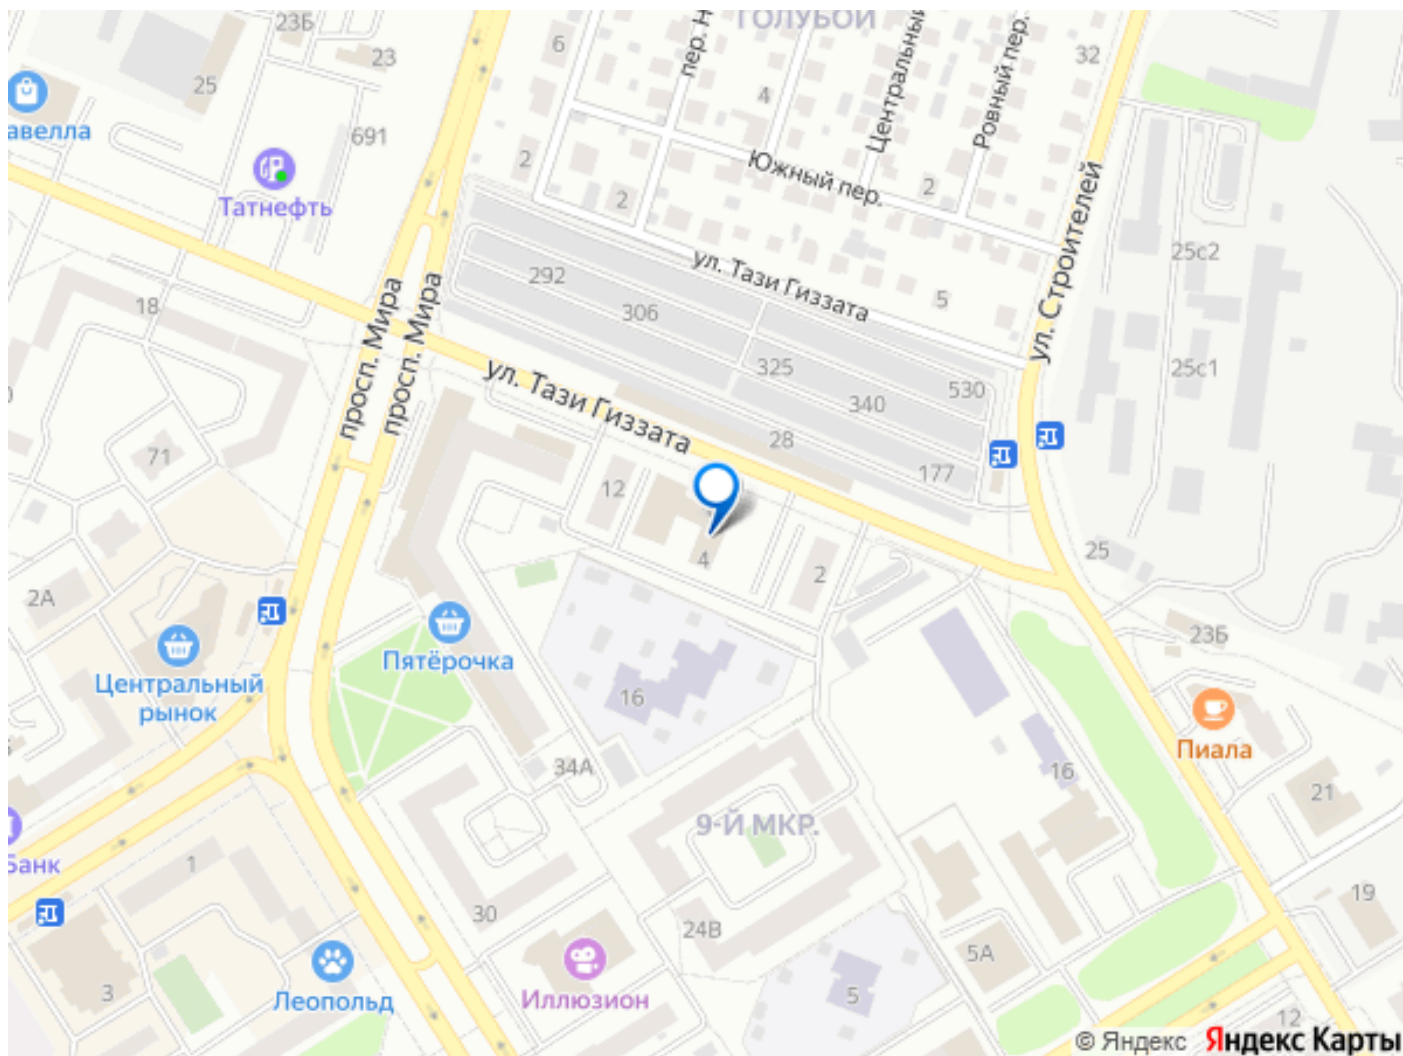 23Б
ГОЛУБОЙ
6
23
32
25
пер. Н
Центральный
Ровный пер.
4
авелла
691
2
Южный пер.
2
Татнефть
2
ул. Строителей
25с2
ул. Тази Гиззата
292
5
18
306
просп. Мира
просп. Мира
325
25с1
ул. Тази Гиззата
530
340
28
71
177
12
25
4
2
2А
23Б
Пятёрочка
Центральный
рынок
16
Пиала
34А
16
21
9-Й МКР.
Банк
1
30
19
24В
5А
3
Леопольд
Иллюзион
5
12
© Яндекс Яндекс Карты